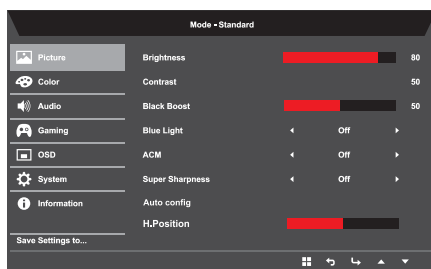 Mode - Standard
Picture
Brightness 80
Color
Contrast 50
Audio
Black Boost 50
Gaming
Blue Light Off
OSD
ACM Off
System
Super Sharpness Off
Information
Auto config
H.Position
Save Settings to...